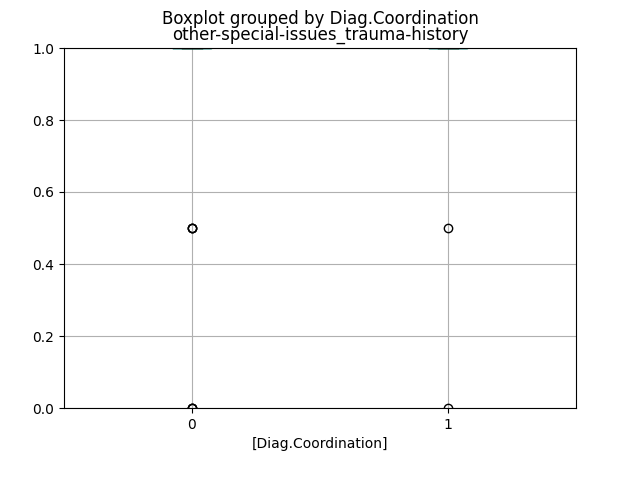 Boxplot grouped by Diag.Coordination
other-special-issues_trauma-history
1.0
0.8
0.6
0.4
0.2
0.0
0 1
[Diag.Coordination]